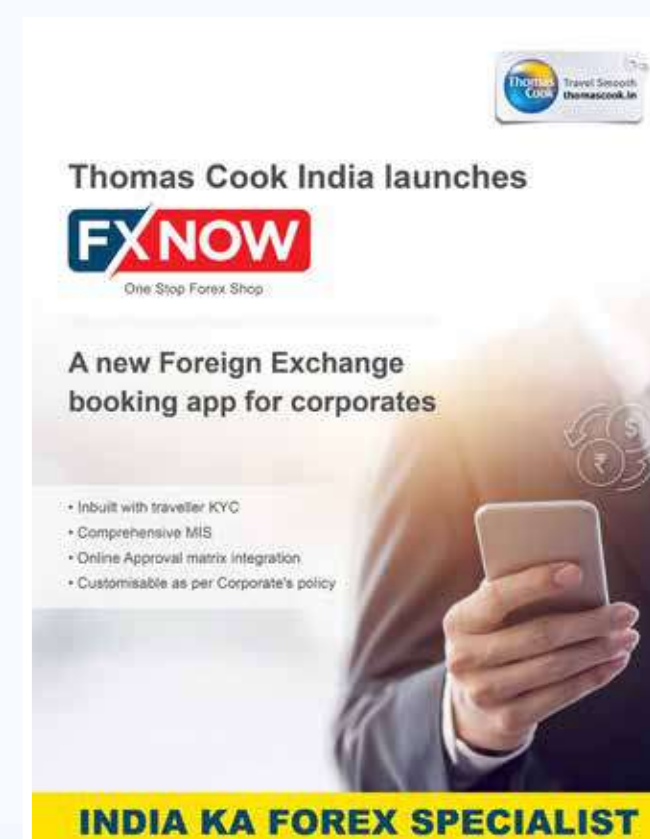 Thomas Cook
Travel Smooth
thomascook.in
Thomas Cook India launches
FXNOW
One Stop Forex Shop
A new Foreign Exchange
booking app for corporates
• Inbuilt with traveller KYC
• Comprehensive MIS
• Online Approval matrix integration
• Customisable as per Corporate's policy
$
₹
INDIA KA FOREX SPECIALIST